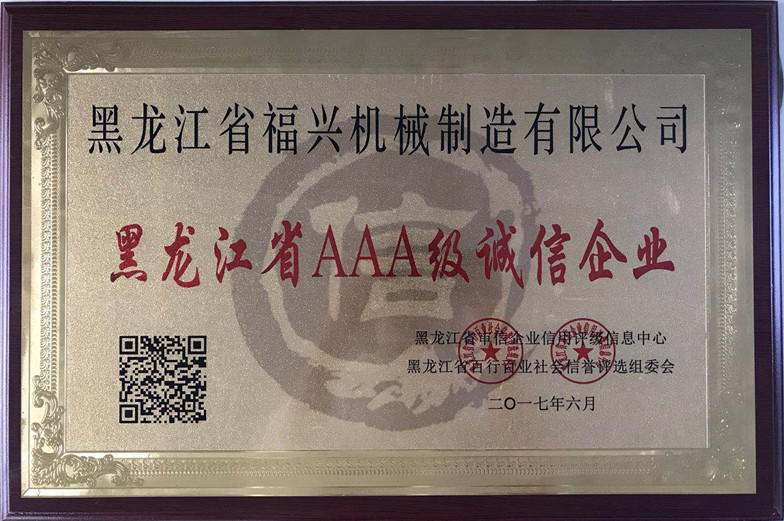 黑龙江省福兴机械制造有限公司
信
黑龙江省AAA级诚信企业
黑龙江省审信企业信用评级信息中心
黑龙江省百行百业社会信誉评选组委会
二〇一七年六月